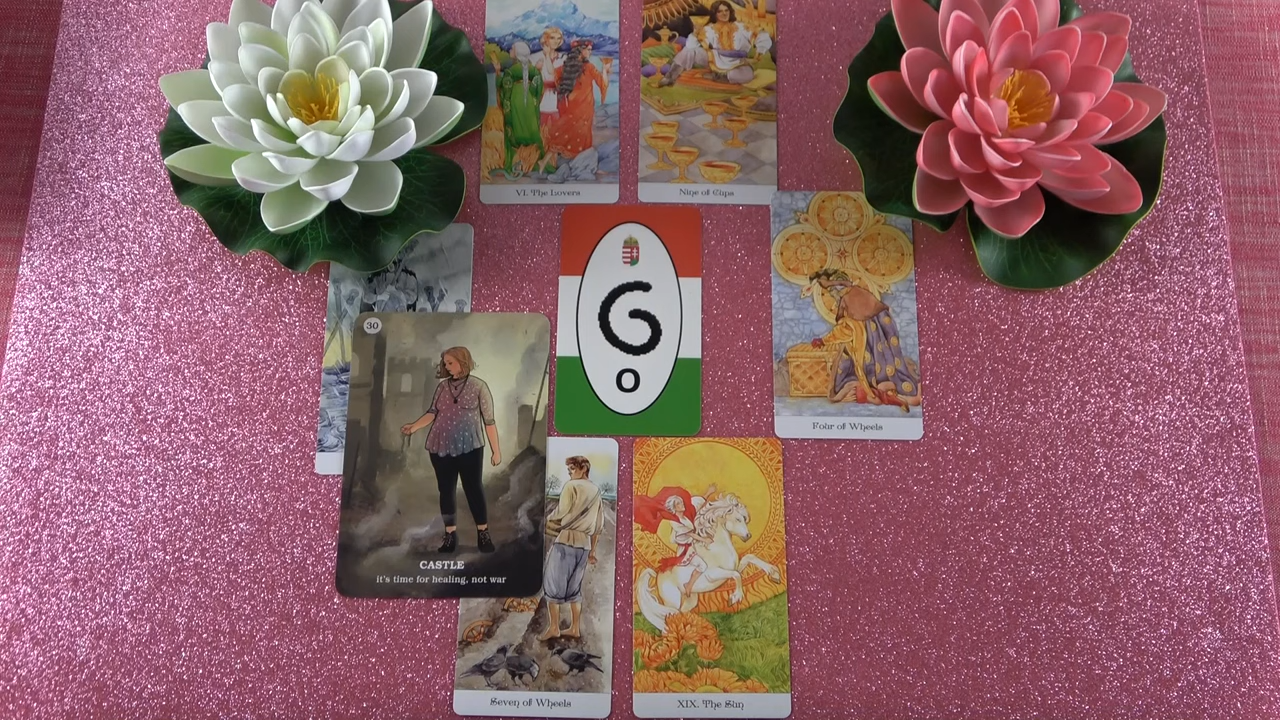 VI. The Lovers
Nine of Cups
30
O
Four of Wheels
CASTLE
it's time for healing, not war
Seven of Wheels
XIX. The Sun